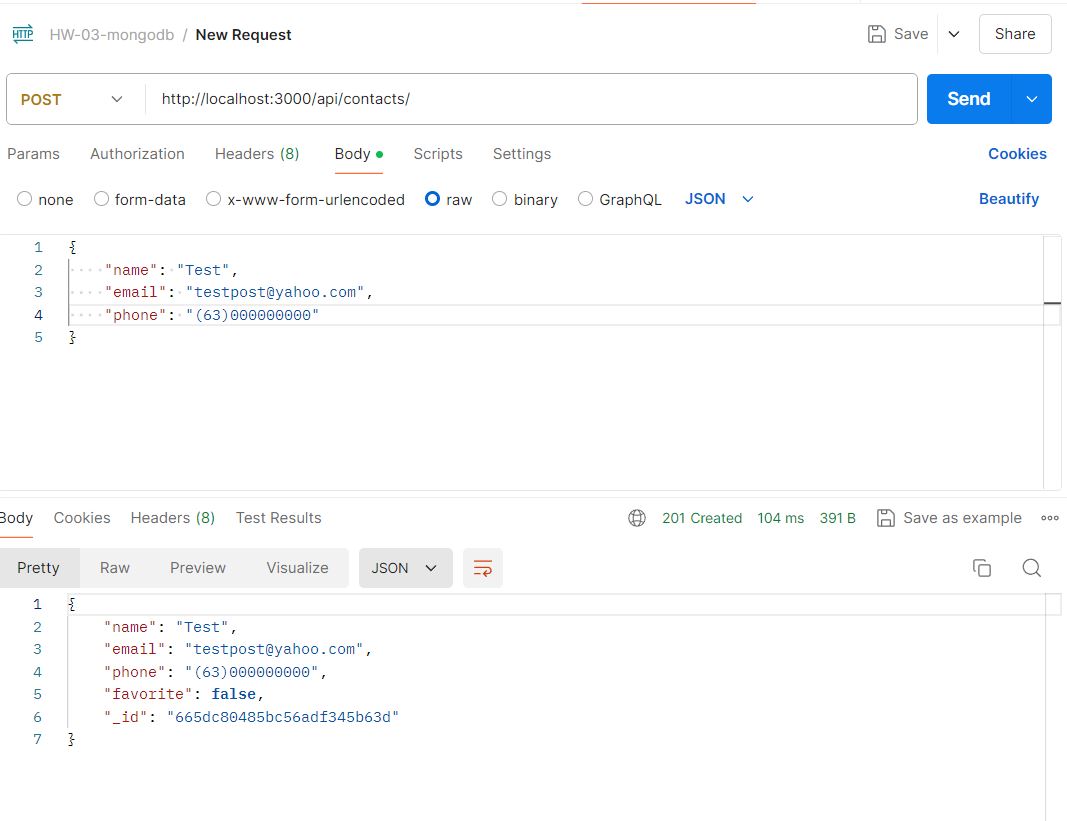 HTTP HW-03-mongodb / New Request Save Share
POST http://localhost:3000/api/contacts/ Send
Params Authorization Headers (8) Body Scripts Settings Cookies
none form-data x-www-form-urlencoded raw binary GraphQL JSON Beautify
1 {
2 "name": "Test",
3 "email": "testpost@yahoo.com",
4 "phone": "(63)000000000"
5 }
Body Cookies Headers (8) Test Results 201 Created 104 ms 391 B Save as example
Pretty Raw Preview Visualize JSON
1 {
2 "name": "Test",
3 "email": "testpost@yahoo.com",
4 "phone": "(63)000000000",
5 "favorite": false,
6 "_id": "665dc80485bc56adf345b63d"
7 }